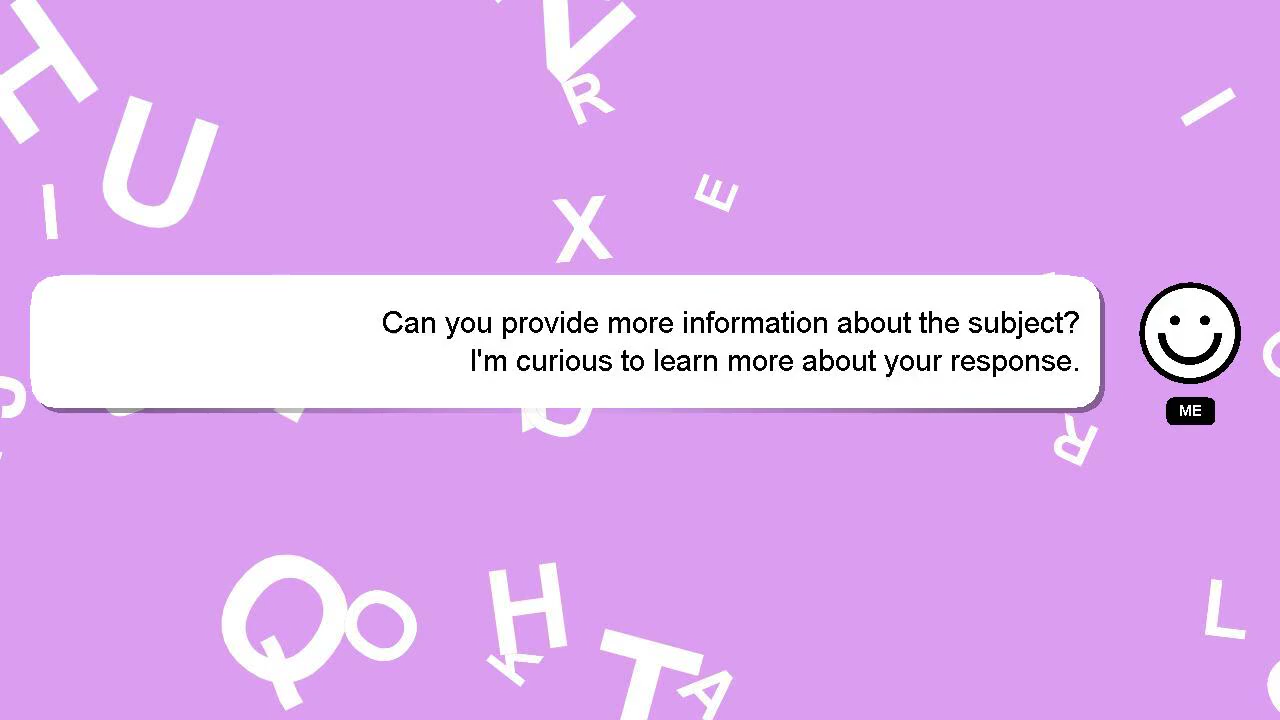 H
V
R
I
U
E
I
X
Can you provide more information about the subject?
I'm curious to learn more about your response.
ME
R
Q
O
H
K
T
A
L